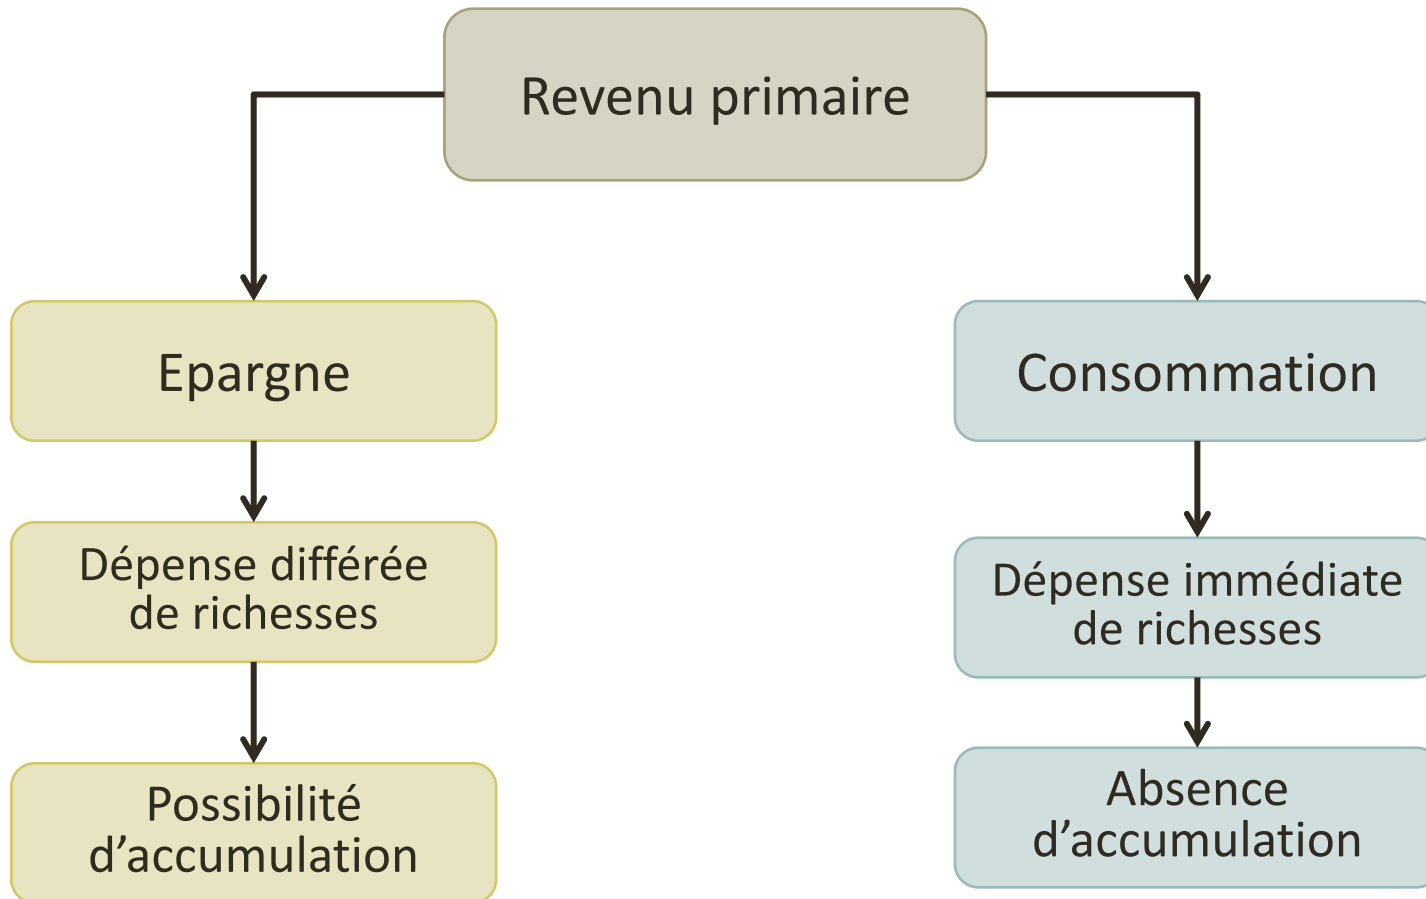 Revenu primaire
Epargne
Dépense différée
de richesses
Possibilité
d’accumulation
Consommation
Dépense immédiate
de richesses
Absence
d’accumulation